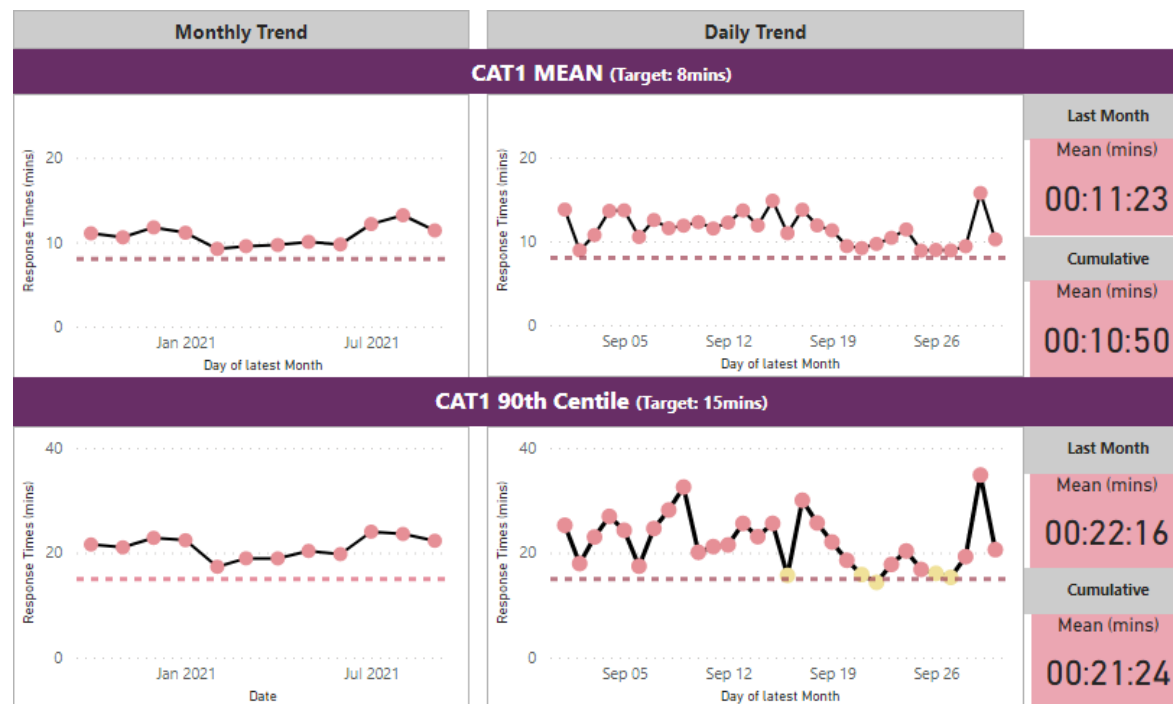 Monthly Trend
Daily Trend
CAT1 MEAN (Target: 8mins)
Response Times (mins)
20
10
0
Jan 2021 Jul 2021
Day of latest Month
Response Times (mins)
20
10
0
Sep 05 Sep 12 Sep 19 Sep 26
Day of latest Month
Last Month
Mean (mins)
00:11:23
Cumulative
Mean (mins)
00:10:50
CAT1 90th Centile (Target: 15mins)
Response Times (mins)
40
20
0
Jan 2021 Jul 2021
Date
Response Times (mins)
40
20
0
Sep 05 Sep 12 Sep 19 Sep 26
Day of latest Month
Last Month
Mean (mins)
00:22:16
Cumulative
Mean (mins)
00:21:24